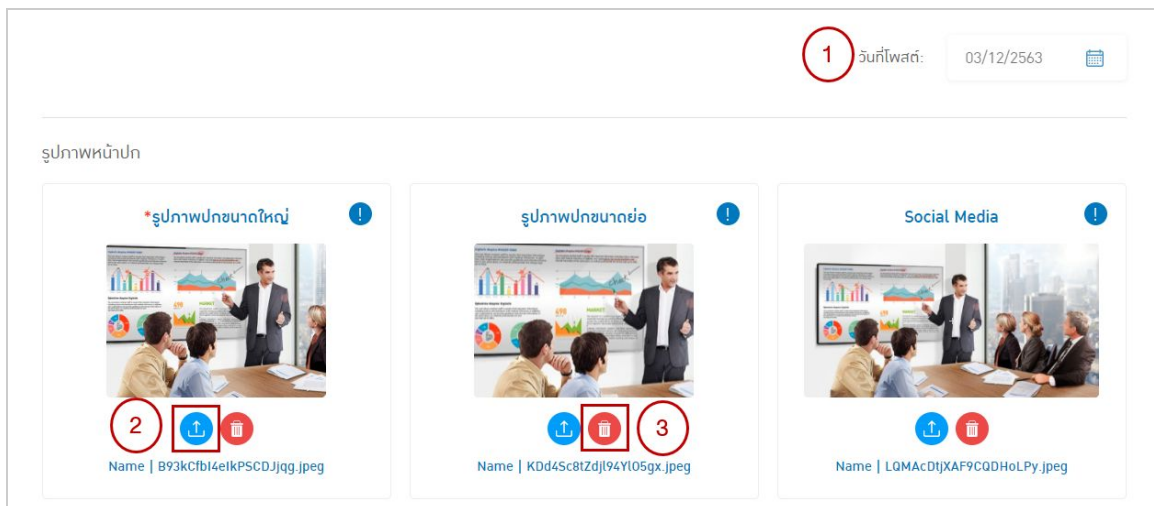 1 วันที่โพสต์: 03/12/2563
รูปภาพหน้าปก
*รูปภาพปกขนาดใหญ่ !
รูปภาพปกขนาดย่อ !
Social Media !
2
3
Name | B93kCfbI4eIkPSCDJjqg.jpeg
Name | KDd4Sc8tZdjl94YlO5gx.jpeg
Name | LQMAcDtjXAF9CQDHoLPy.jpeg